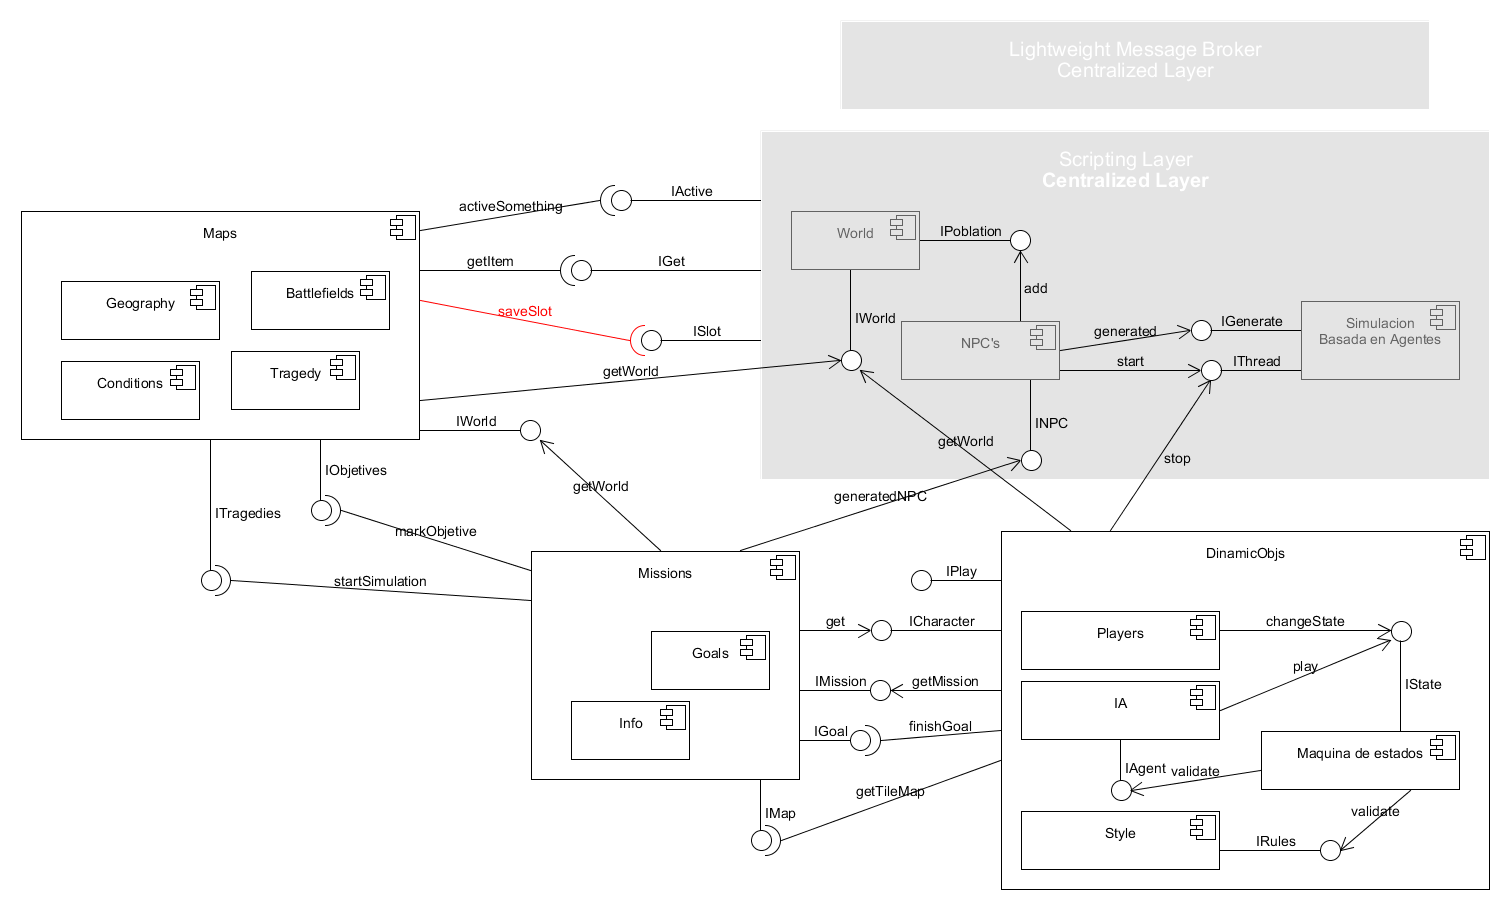 Lightweight Message Broker
Centralized Layer
Scripting Layer
Centralized Layer
IActive
activeSomething
Maps
World
IPoblation
getItem
IGet
Geography
Battlefields
add
saveSlot
ISlot
IWorld
generated
IGenerate
Simulacion
Basada en Agentes
NPC's
start
IThread
Conditions
Tragedy
getWorld
IWorld
INPC
getWorld
stop
IObjetives
getWorld
generatedNPC
ITragedies
markObjetive
startSimulation
Missions
DinamicObjs
IPlay
get
ICharacter
Players
changeState
Goals
play
IMission
getMission
IState
IA
Info
IGoal
finishGoal
Maquina de estados
IAgent
validate
getTileMap
IMap
validate
Style
IRules